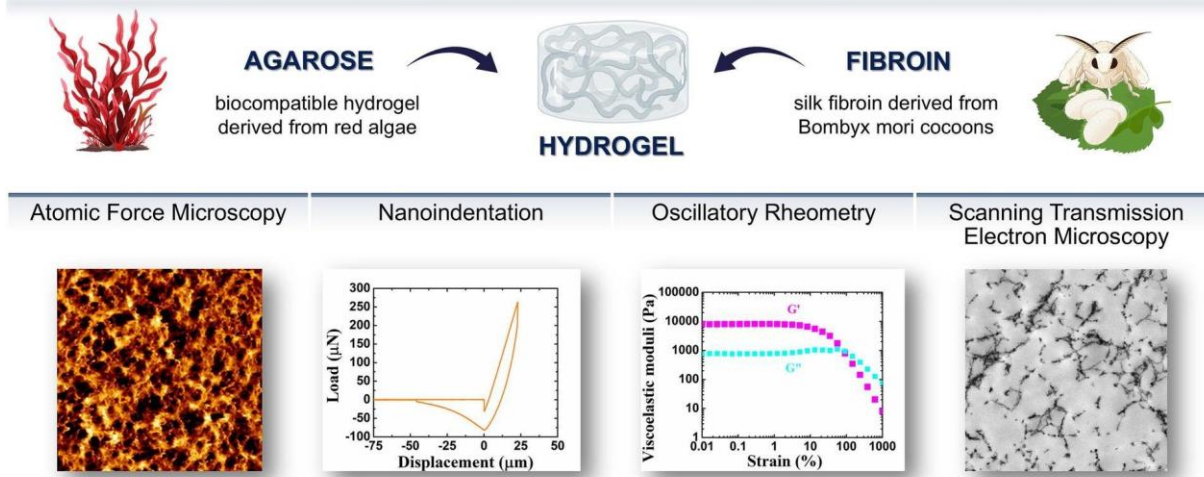 AGAROSE
biocompatible hydrogel
derived from red algae
HYDROGEL
FIBROIN
silk fibroin derived from
Bombyx mori cocoons
Atomic Force Microscopy
Nanoindentation
Load (μN)
300
250
200
150
100
50
0
-50
-100
-75
-50
-25
0
25
50
Displacement (μm)
Oscillatory Rheometry
Viscoelastic moduli (Pa)
100000
10000
1000
100
10
1
G'
G"
0.01
0.1
1
10
100
1000
Strain (%)
Scanning Transmission
Electron Microscopy